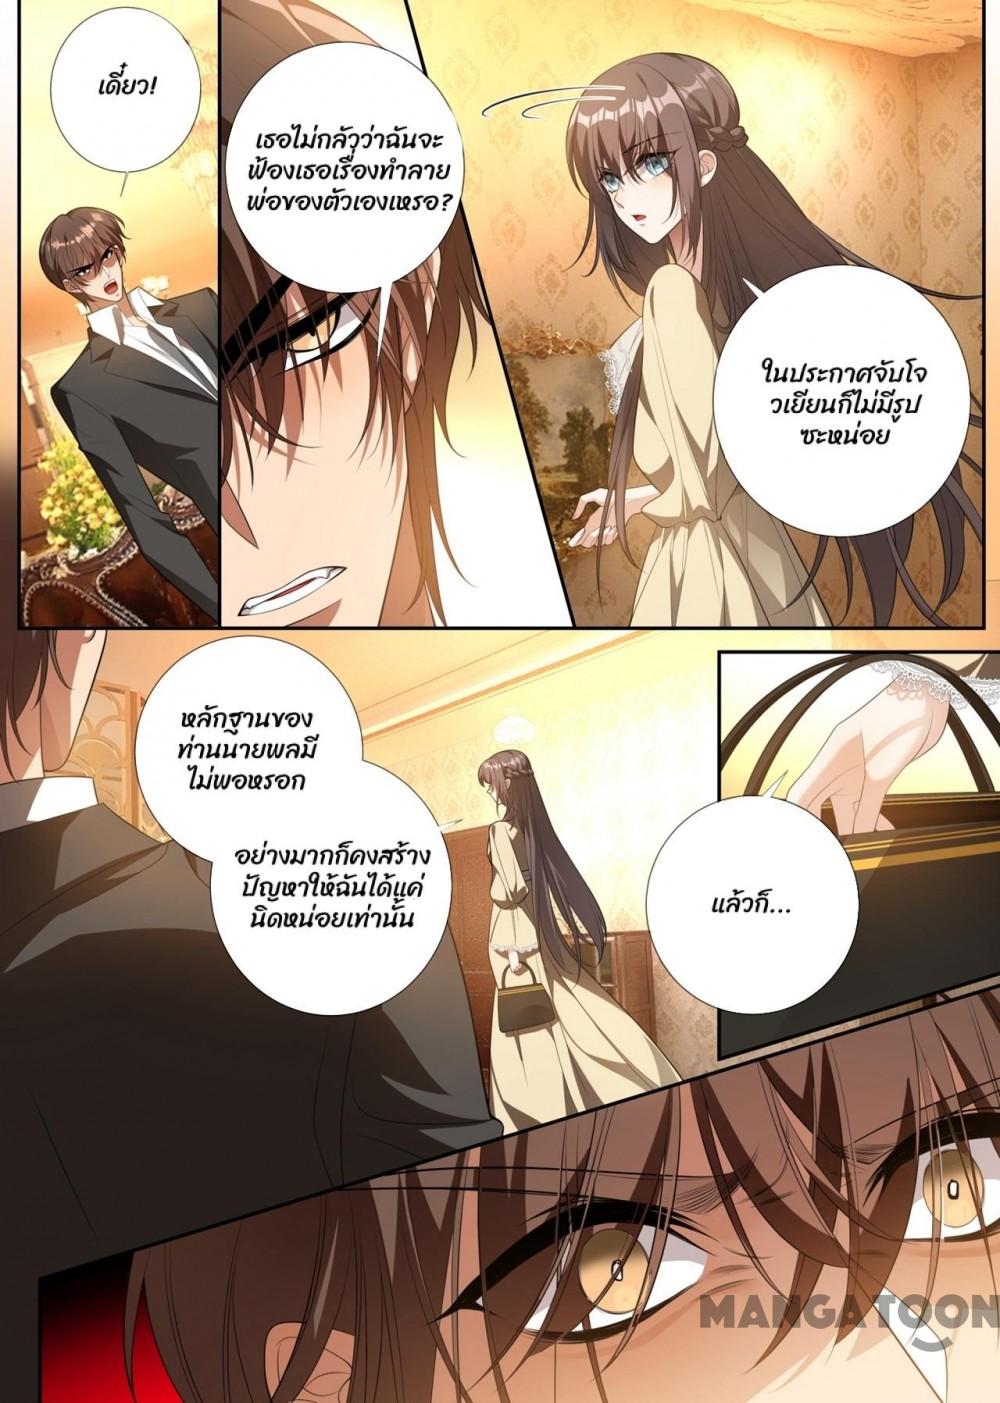 เดี๋ยว!
เธอไม่กลัวว่าฉันจะ
ฟ้องเธอเรื่องทำลาย
พ่อของตัวเองเหรอ?
ในประกาศจับโจ
วเยียนก็ไม่มีรูป
ซะหน่อย
หลักฐานของ
ท่านนายพลมี
ไม่พอหรอก
อย่างมากก็คงสร้าง
ปัญหาให้ฉันได้แค่
นิดหน่อยเท่านั้น
แล้วก็...
MANGATOON